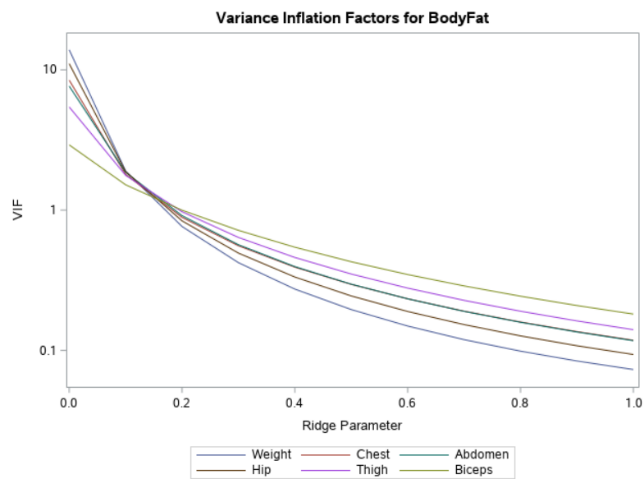 Variance Inflation Factors for BodyFat
10
1
0.1
VIF
0.0 0.2 0.4 0.6 0.8 1.0
Ridge Parameter
Weight Chest Abdomen
Hip Thigh Biceps